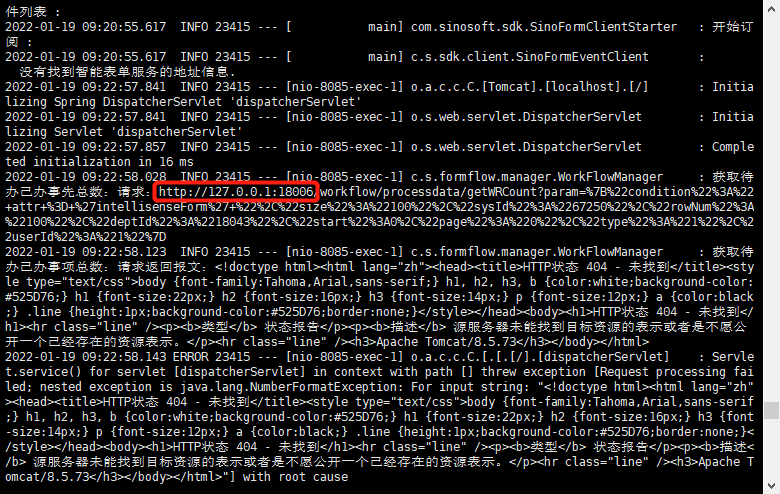 件列表 :
2022-01-19 09:20:55.617  INFO 23415 --- [           main] com.sinosoft.sdk.SinoFormClientStarter   : 开始订
阅 :
2022-01-19 09:20:55.617  INFO 23415 --- [           main] c.s.sdk.client.SinoFormEventClient       :
  没有找到智能表单服务的地址信息.
2022-01-19 09:22:57.841  INFO 23415 --- [nio-8085-exec-1] o.a.c.c.C.[Tomcat].[localhost].[/]       : Initia
lizing Spring DispatcherServlet 'dispatcherServlet'
2022-01-19 09:22:57.841  INFO 23415 --- [nio-8085-exec-1] o.s.web.servlet.DispatcherServlet        : Initia
lizing Servlet 'dispatcherServlet'
2022-01-19 09:22:57.857  INFO 23415 --- [nio-8085-exec-1] o.s.web.servlet.DispatcherServlet        : Comple
ted initialization in 16 ms
2022-01-19 09:22:58.028  INFO 23415 --- [nio-8085-exec-1] c.s.formflow.manager.WorkFlowManager     : 获取待
办已办事先总数: 请求: http://127.0.0.1:18006/workflow/processdata/getWRCount?param=%7B%22condition%22%3A%22
+attr+%3D+%27intellisenseForm%27+%22%2C%22size%22%3A%22100%22%2C%22sysId%22%3A%2267250%22%2C%22rowNum%22%3A
%22100%22%2C%22deptId%22%3A%2218043%22%2C%22start%22%3A0%2C%22page%22%3A%220%22%2C%22type%22%3A%221%22%2C%2
2userId%22%3A%221%22%7D
2022-01-19 09:22:58.123  INFO 23415 --- [nio-8085-exec-1] c.s.formflow.manager.WorkFlowManager     : 获取待
办已办事项总数: 请求返回报文: <!doctype html><html lang="zh"><head><title>HTTP状态 404 - 未找到</title><sty
le type="text/css">body {font-family:Tahoma,Arial,sans-serif;} h1, h2, h3, b {color:white;background-color:
#525D76;} h1 {font-size:22px;} h2 {font-size:16px;} h3 {font-size:14px;} p {font-size:12px;} a {color:black
;} .line {height:1px;background-color:#525D76;border:none;}</style></head><body><h1>HTTP状态 404 - 未找到</
h1><hr class="line" /><p><b>类型</b> 状态报告</p><p><b>描述</b> 源服务器未能找到目标资源的表示或者是不愿公
开一个已经存在的资源表示。</p><hr class="line" /><h3>Apache Tomcat/8.5.73</h3></body></html>
2022-01-19 09:22:58.143 ERROR 23415 --- [nio-8085-exec-1] o.a.c.c.C.[.[.[/].[dispatcherServlet]    : Servle
t.service() for servlet [dispatcherServlet] in context with path [] threw exception [Request processing fai
led; nested exception is java.lang.NumberFormatException: For input string: "<!doctype html><html lang="zh"
><head><title>HTTP状态 404 - 未找到</title><style type="text/css">body {font-family:Tahoma,Arial,sans-serif
;} h1, h2, h3, b {color:white;background-color:#525D76;} h1 {font-size:22px;} h2 {font-size:16px;} h3 {font
-size:14px;} p {font-size:12px;} a {color:black;} .line {height:1px;background-color:#525D76;border:none;}<
/style></head><body><h1>HTTP状态 404 - 未找到</h1><hr class="line" /><p><b>类型</b> 状态报告</p><p><b>描述<
/b> 源服务器未能找到目标资源的表示或者是不愿公开一个已经存在的资源表示。</p><hr class="line" /><h3>Apache T
omcat/8.5.73</h3></body></html>"] with root cause